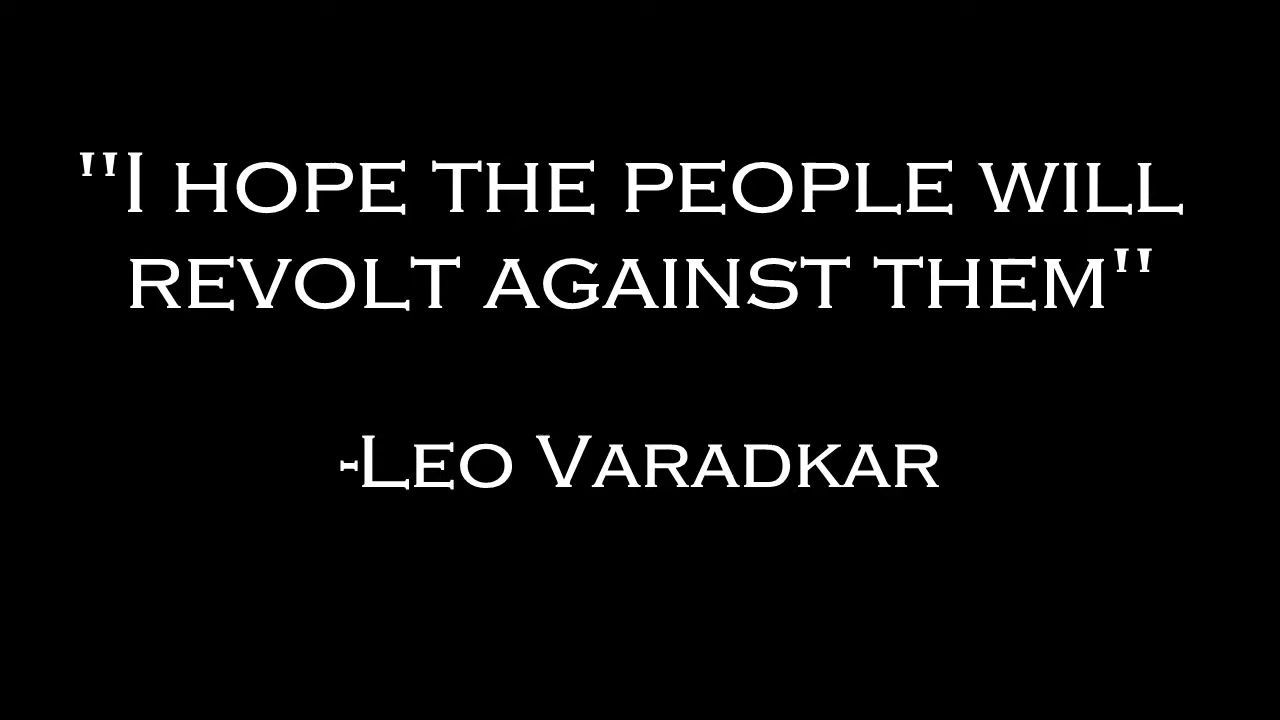 "I HOPE THE PEOPLE WILL
REVOLT AGAINST THEM"
-LEO VARADKAR